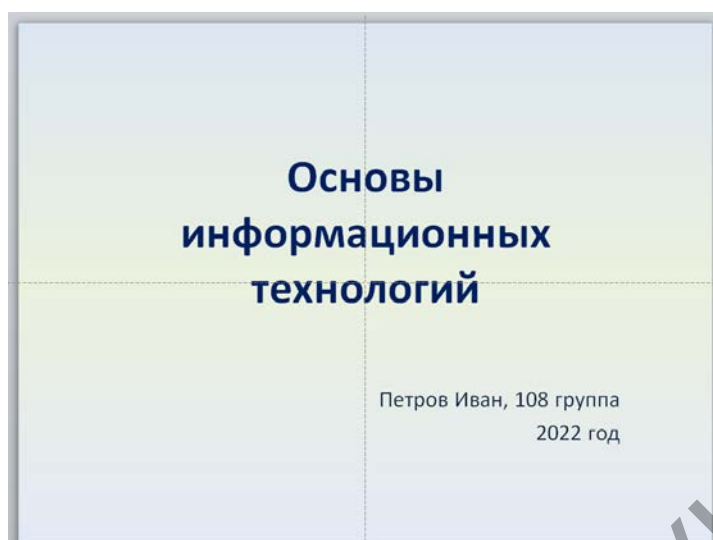 Основы
информационных
технологий
Петров Иван, 108 группа
2022 год